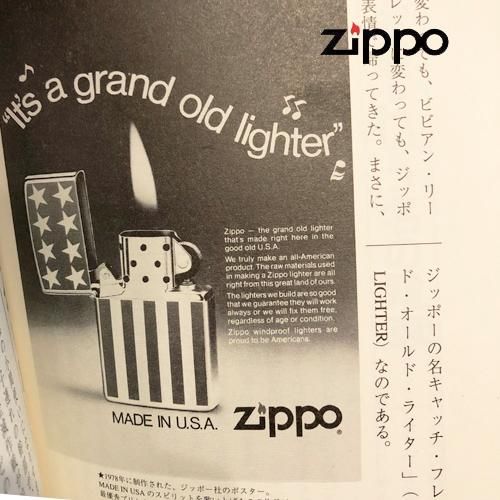 zippo
変わっても、ビビアン・リー
変わっても、ジッポ
ってきた。まさに、
ジッポーの名キャッチ・フレ
ド・オールド・ライター」(
LIGHTER) なのである。
"It's a grand old lighter"
Zippo — the grand old lighter
that's made right here in the
good old U.S.A.
We truly make an all-American
product. The raw materials used
in making a Zippo lighter are all
right from this great land of ours.
The lighters we build are so good
that we guarantee they will work
always or we will fix them free,
regardless of age or condition.
Zippo windproof lighters are
proud to be Americans.
MADE IN U.S.A. zippo®
★1978年に制作された、ジッポー社のポスター。
MADE IN USA のスピリットを